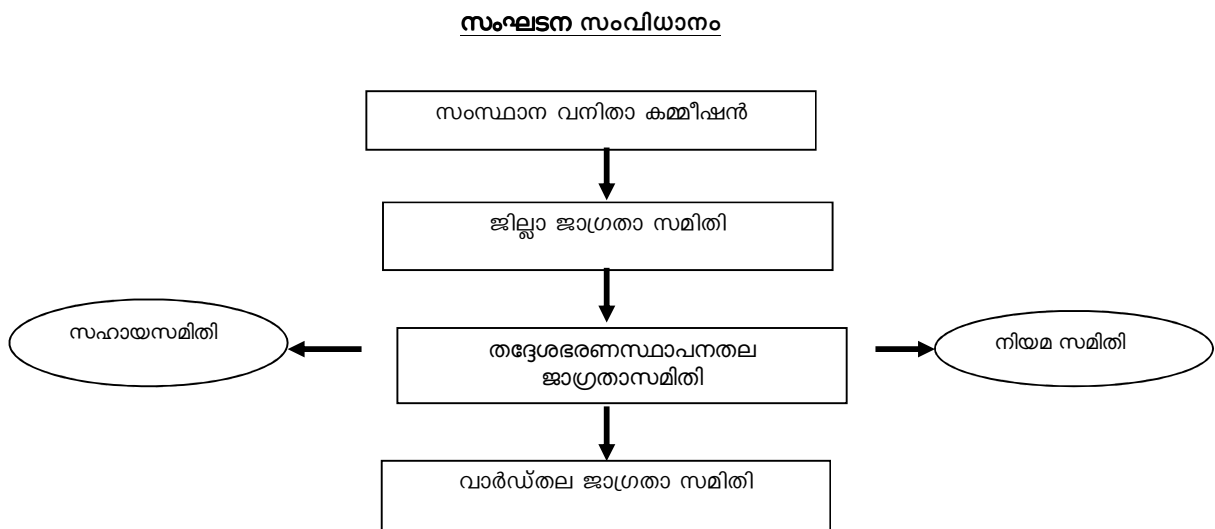 സംഘടന സംവിധാനം
സംസ്ഥാന വനിതാ കമ്മീഷൻ
ജില്ലാ ജാഗ്രതാ സമിതി
സഹായസമിതി
തദ്ദേശഭരണസ്ഥാപനതല
ജാഗ്രതാസമിതി
നിയമ സമിതി
വാർഡ്തല ജാഗ്രതാ സമിതി